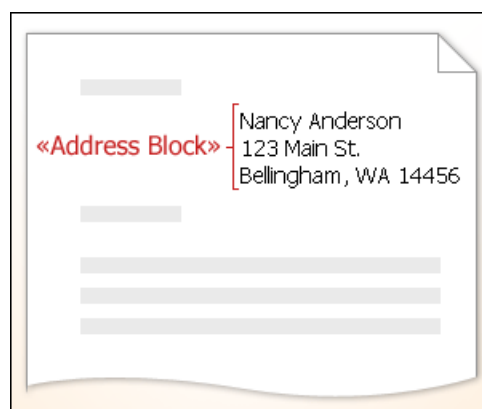 «Address Block»
Nancy Anderson
123 Main St.
Bellingham, WA 14456